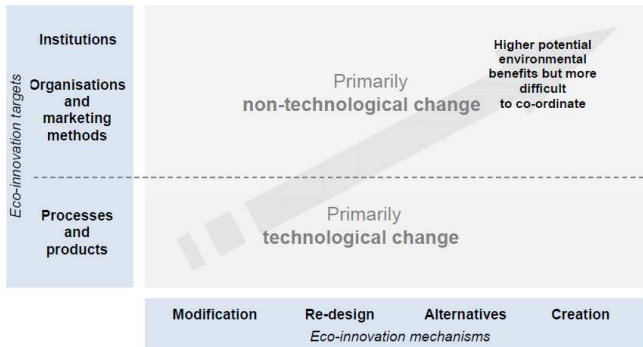 Eco-innovation targets
Institutions
Organisations
and
marketing
methods
Processes
and
products
Primarily
non-technological change
Higher potential
environmental
benefits but more
difficult
to co-ordinate
Primarily
technological change
Modification Re-design Alternatives Creation
Eco-innovation mechanisms